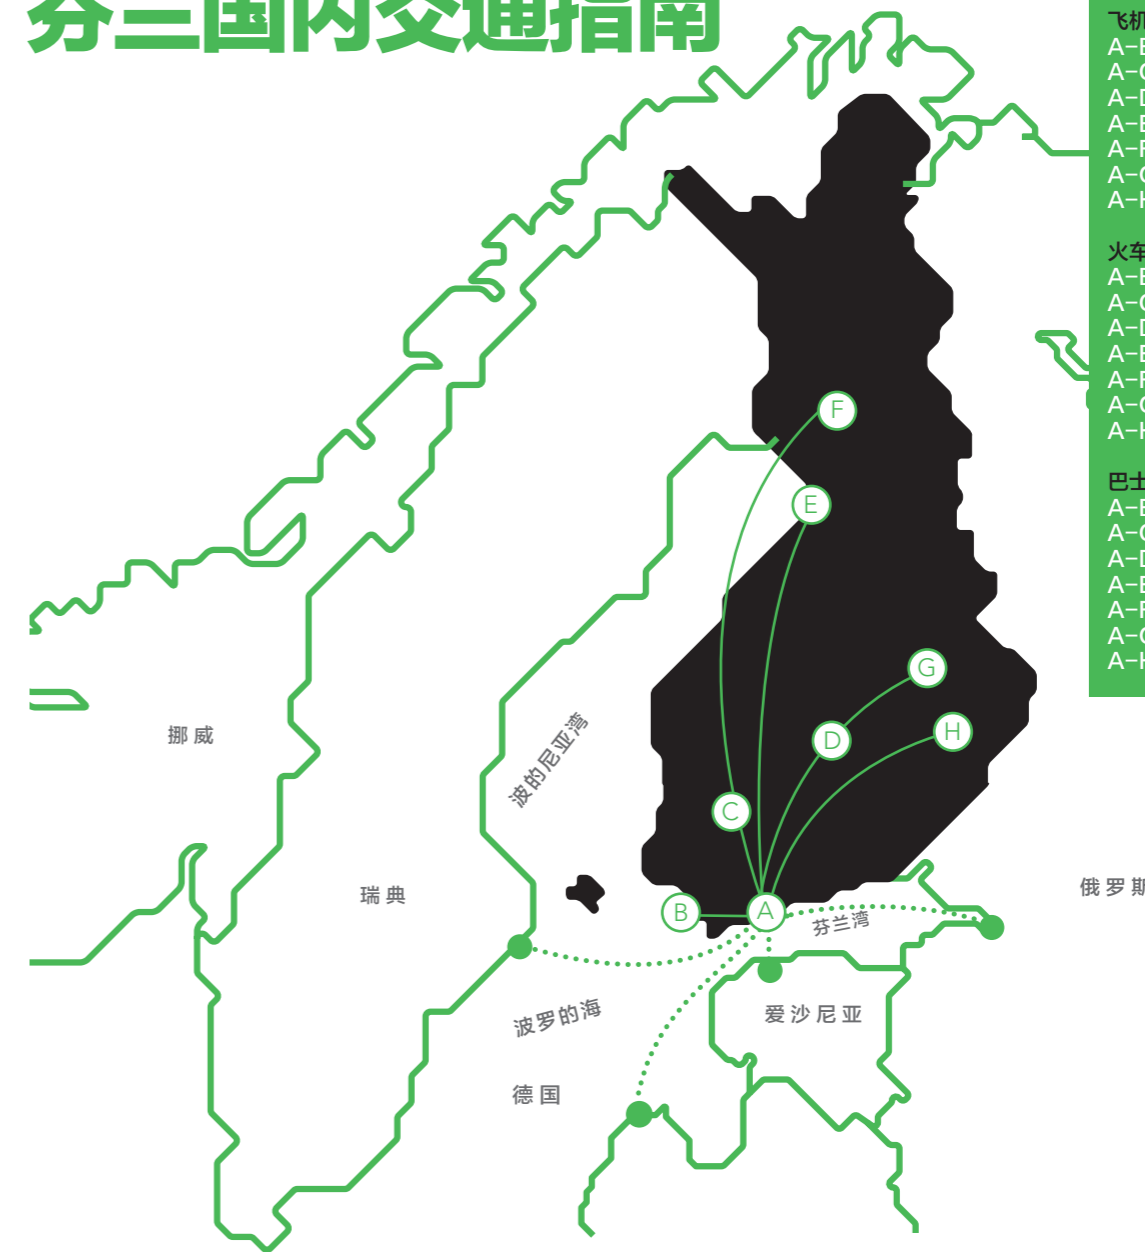 芬兰国内交通指南
飞机
A-B
A-C
A-D
A-E
A-F
A-G
A-H
火车
A-B
A-C
A-D
A-E
A-F
A-G
A-H
巴士
A-B
A-C
A-D
A-E
A-F
A-G
A-H
F
E
G
D
H
C
B
A
挪威
波的尼亚湾
瑞典
俄罗斯
芬兰湾
波罗的海
爱沙尼亚
德国